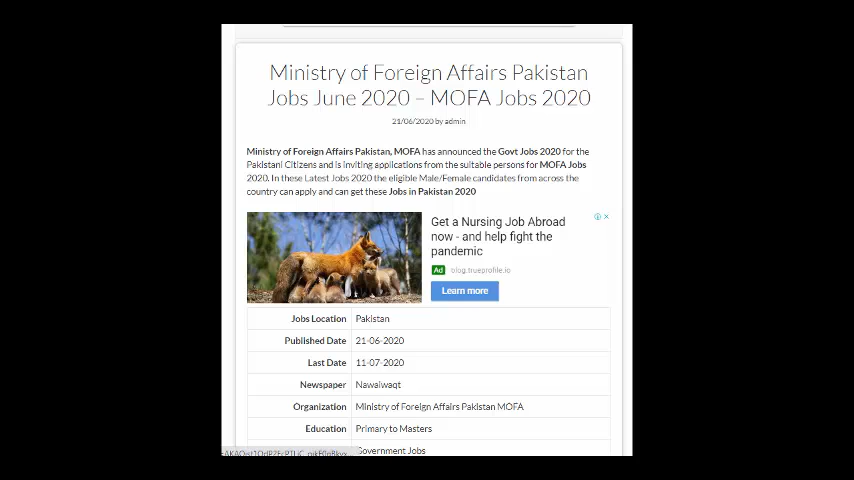 Ministry of Foreign Affairs Pakistan
Jobs June 2020 – MOFA Jobs 2020
21/06/2020 by admin
Ministry of Foreign Affairs Pakistan, MOFA has announced the Govt Jobs 2020 for the
Pakistani Citizens and is inviting applications from the suitable persons for MOFA Jobs
2020. In these Latest Jobs 2020 the eligible Male/Female candidates from across the
country can apply and can get these Jobs in Pakistan 2020
Get a Nursing Job Abroad
now - and help fight the
pandemic
Ad blog.trueprofile.io
Learn more
Jobs Location Pakistan
Published Date 21-06-2020
Last Date 11-07-2020
Newspaper Nawaiwaqt
Organization Ministry of Foreign Affairs Pakistan MOFA
Education Primary to Masters
Government Jobs